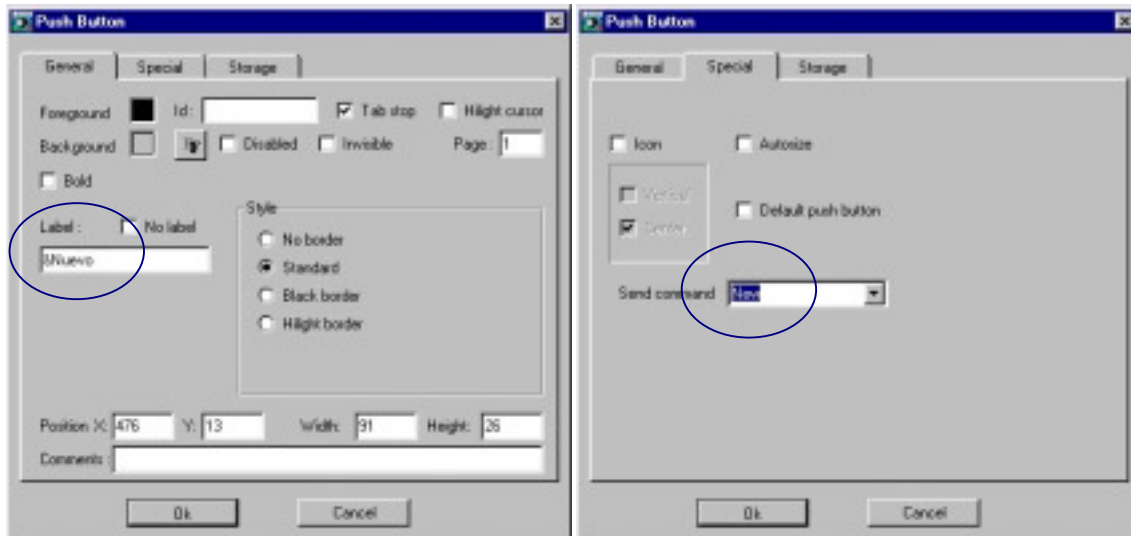 Push Button
General Special Storage
Foreground Id: Tab stop Hilight cursor
Background Disabled Invisible Page: 1
Bold
Label: No label
&Nuevo
Style
No border
Standard
Black border
Hilight border
Position X: 476 Y: 13 Width: 91 Height: 26
Comments:
Ok Cancel
Push Button
General Special Storage
Icon Autosize
Vertical
Center
Default push button
Send command New
Ok Cancel